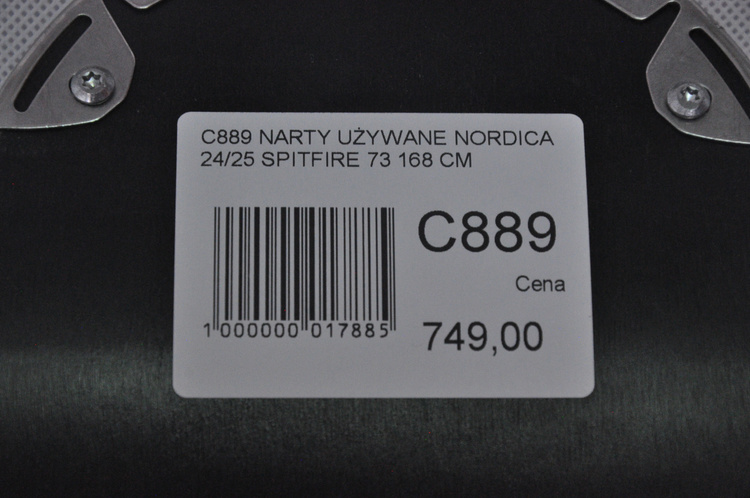 C889 NARTY UŻYWANE NORDICA
24/25 SPITFIRE 73 168 CM
C889
Cena
749,00
1 000000 017885